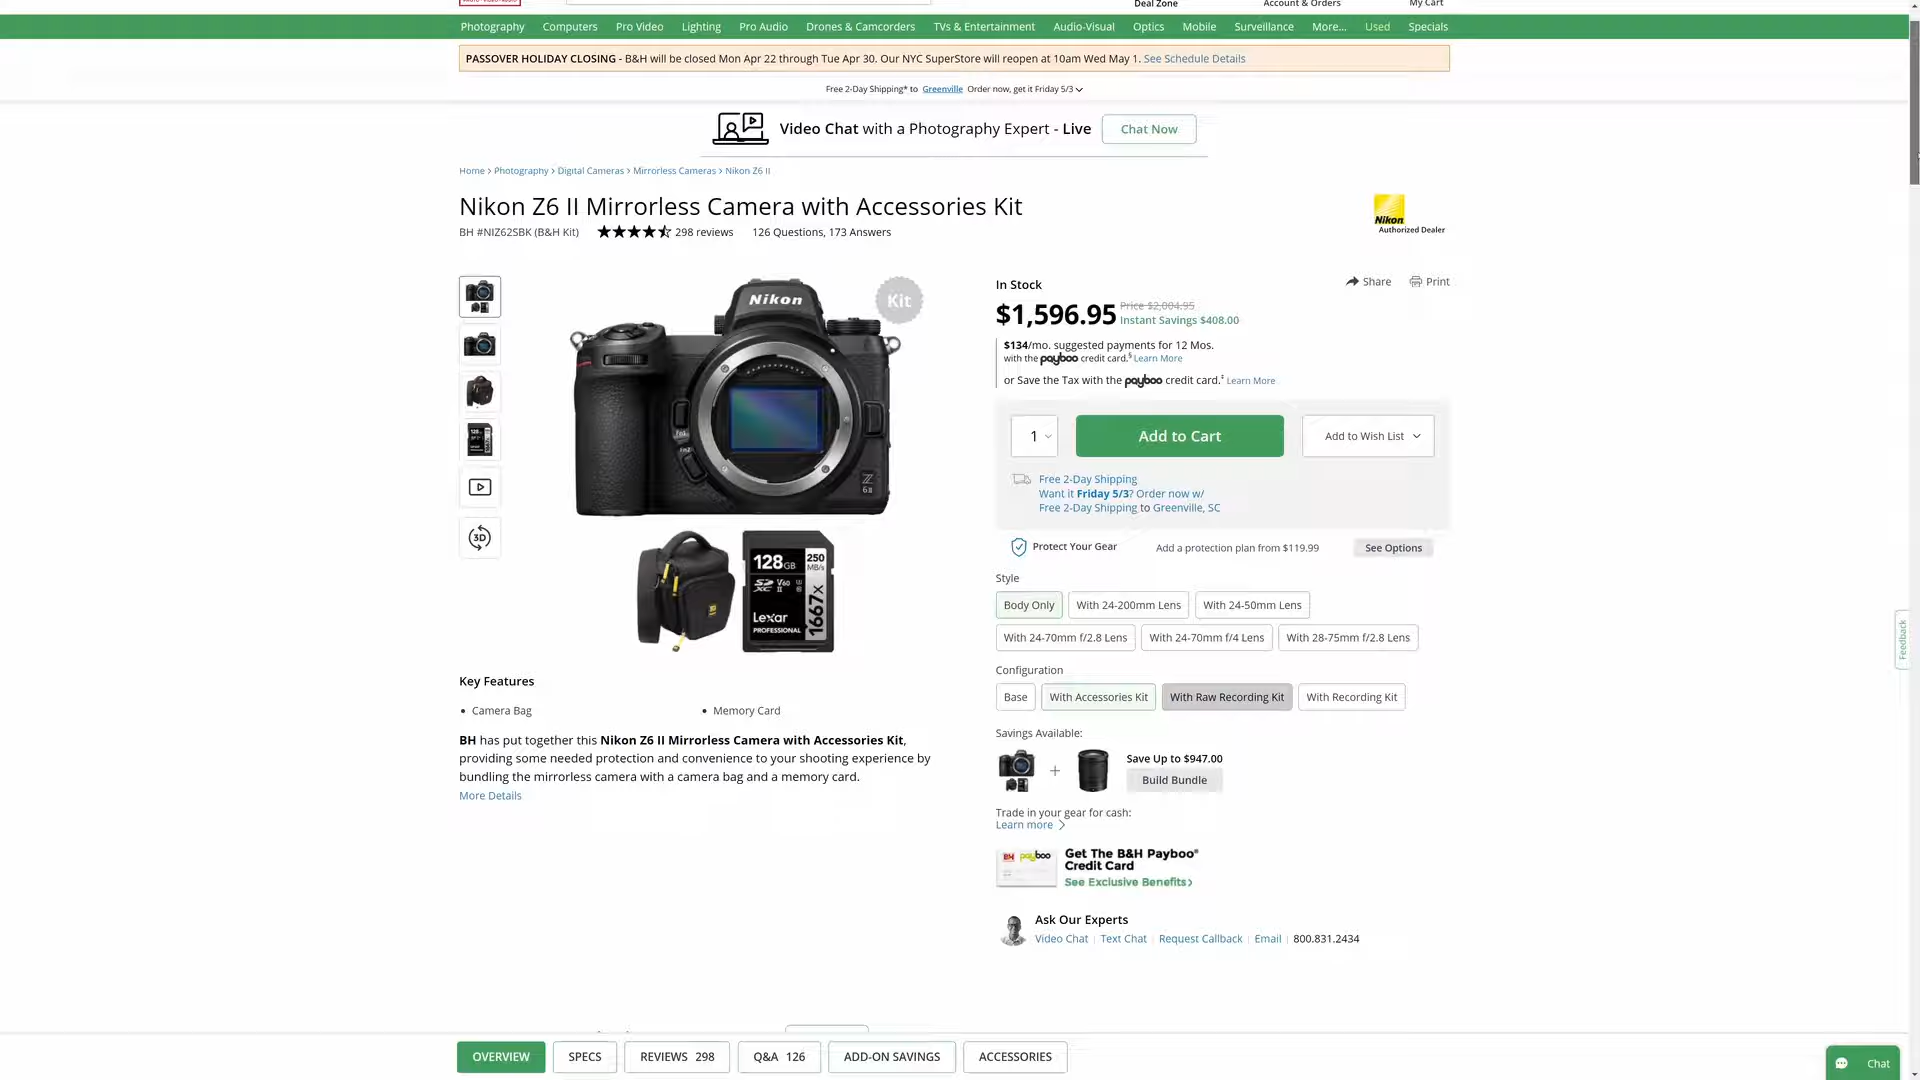 Deal Zone
Account & Orders
My Cart
Photography Computers Pro Video Lighting Pro Audio Drones & Camcorders TVs & Entertainment Audio-Visual Optics Mobile Surveillance More... Used Specials
PASSOVER HOLIDAY CLOSING - B&H will be closed Mon Apr 22 through Tue Apr 30. Our NYC SuperStore will reopen at 10am Wed May 1. See Schedule Details
Free 2-Day Shipping* to Greenville Order now, get it Friday 5/3
Video Chat with a Photography Expert - Live Chat Now
Home > Photography > Digital Cameras > Mirrorless Cameras > Nikon Z6 II
Nikon Z6 II Mirrorless Camera with Accessories Kit
BH #NIZ62SBK (B&H Kit) 298 reviews 126 Questions, 173 Answers
Nikon
Authorized Dealer
Kit
Nikon
Fn1
Fn2
Z
6II
128GB
250
MB/s
SD XC II V60
Lexar
PROFESSIONAL
1667x
3D
Key Features
• Camera Bag
• Memory Card
BH has put together this Nikon Z6 II Mirrorless Camera with Accessories Kit,
providing some needed protection and convenience to your shooting experience by
bundling the mirrorless camera with a camera bag and a memory card.
More Details
In Stock
Share
Print
$1,596.95
Price $2,004.95
Instant Savings $408.00
$134/mo. suggested payments for 12 Mos.
with the payboo credit card.§ Learn More
or Save the Tax with the payboo credit card.‡ Learn More
1
Add to Cart
Add to Wish List
Free 2-Day Shipping
Want it Friday 5/3? Order now w/
Free 2-Day Shipping to Greenville, SC
Protect Your Gear
Add a protection plan from $119.99
See Options
Style
Body Only With 24-200mm Lens With 24-50mm Lens
With 24-70mm f/2.8 Lens With 24-70mm f/4 Lens With 28-75mm f/2.8 Lens
Configuration
Base With Accessories Kit With Raw Recording Kit With Recording Kit
Savings Available:
+
Save Up to $947.00
Build Bundle
Trade in your gear for cash:
Learn more >
BH payboo
Get The B&H Payboo®
Credit Card
See Exclusive Benefits>
Ask Our Experts
Video Chat | Text Chat | Request Callback | Email | 800.831.2434
Feedback
OVERVIEW SPECS REVIEWS 298 Q&A 126 ADD-ON SAVINGS ACCESSORIES
Chat